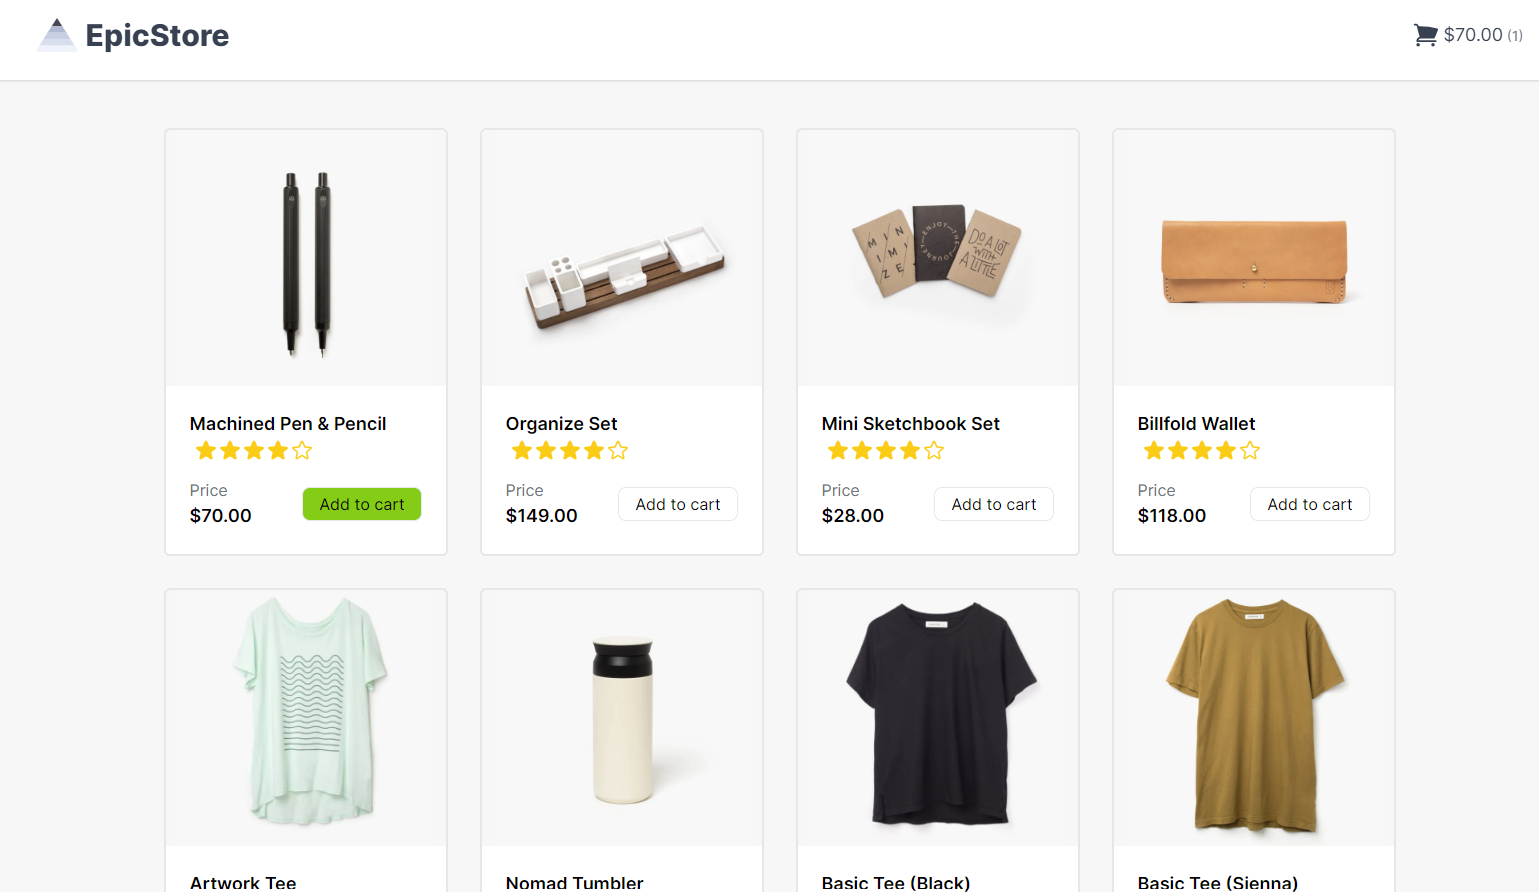 EpicStore
$70.00 (1)
MINIMIZE
ENJOY THE JOURNEY
DO A LOT
WITH
A LITTLE
Machined Pen & Pencil
Price
$70.00
Add to cart
Organize Set
Price
$149.00
Add to cart
Mini Sketchbook Set
Price
$28.00
Add to cart
Billfold Wallet
Price
$118.00
Add to cart
Artwork Tee
Nomad Tumbler
Basic Tee (Black)
Basic Tee (Sienna)